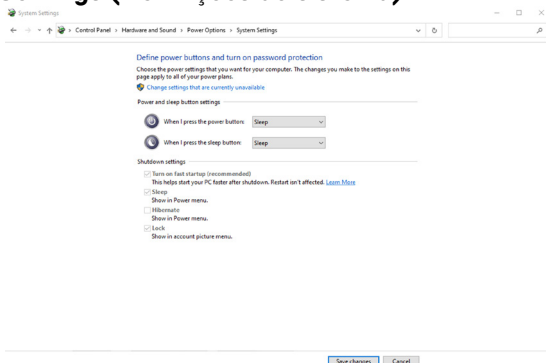 System Settings
Control Panel › Hardware and Sound › Power Options › System Settings
Define power buttons and turn on password protection
Choose the power settings that you want for your computer. The changes you make to the settings on this
page apply to all of your power plans.
Change settings that are currently unavailable
Power and sleep button settings
When I press the power button: Sleep
When I press the sleep button: Sleep
Shutdown settings
Turn on fast startup (recommended)
This helps start your PC faster after shutdown. Restart isn't affected. Learn More
Sleep
Show in Power menu.
Hibernate
Show in Power menu.
Lock
Show in account picture menu.
Save changes Cancel